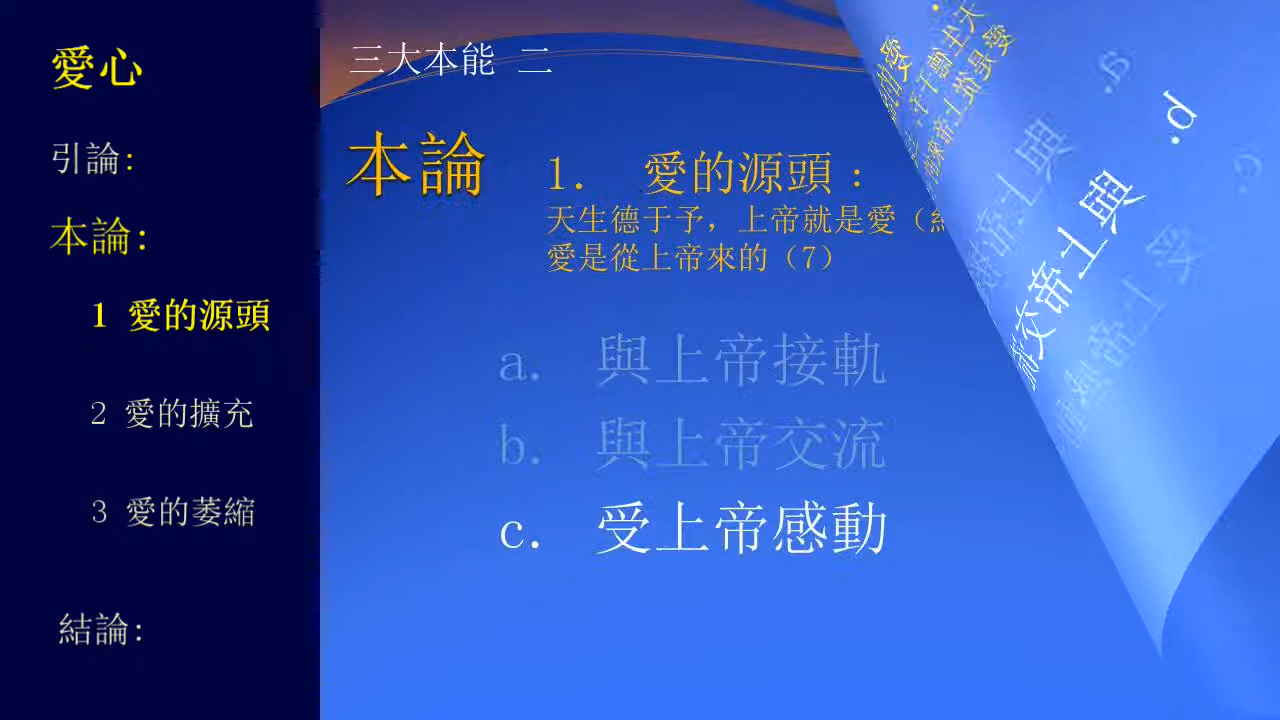 愛心
引論:
本論:
1 愛的源頭
2 愛的擴充
3 愛的萎縮
結論:
三大本能 二
本論
1. 愛的源頭：
天生德于予，上帝就是愛（
愛是從上帝來的（7）
a. 與上帝接軌
b. 與上帝交流
c. 受上帝感動